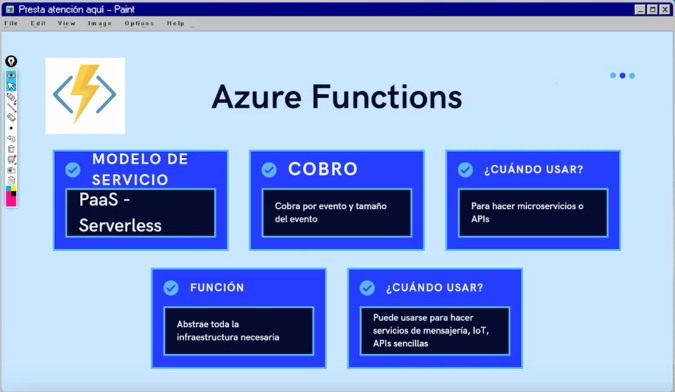 Presta atención aquí – Paint
File Edit View Image Options Help
Azure Functions
MODELO DE
SERVICIO
PaaS -
Serverless
COBRO
Cobra por evento y tamaño
del evento
¿CUÁNDO USAR?
Para hacer microservicios o
APIs
FUNCIÓN
Abstrae toda la
infraestructura necesaria
¿CUÁNDO USAR?
Puede usarse para hacer
servicios de mensajería, IoT,
APIs sencillas